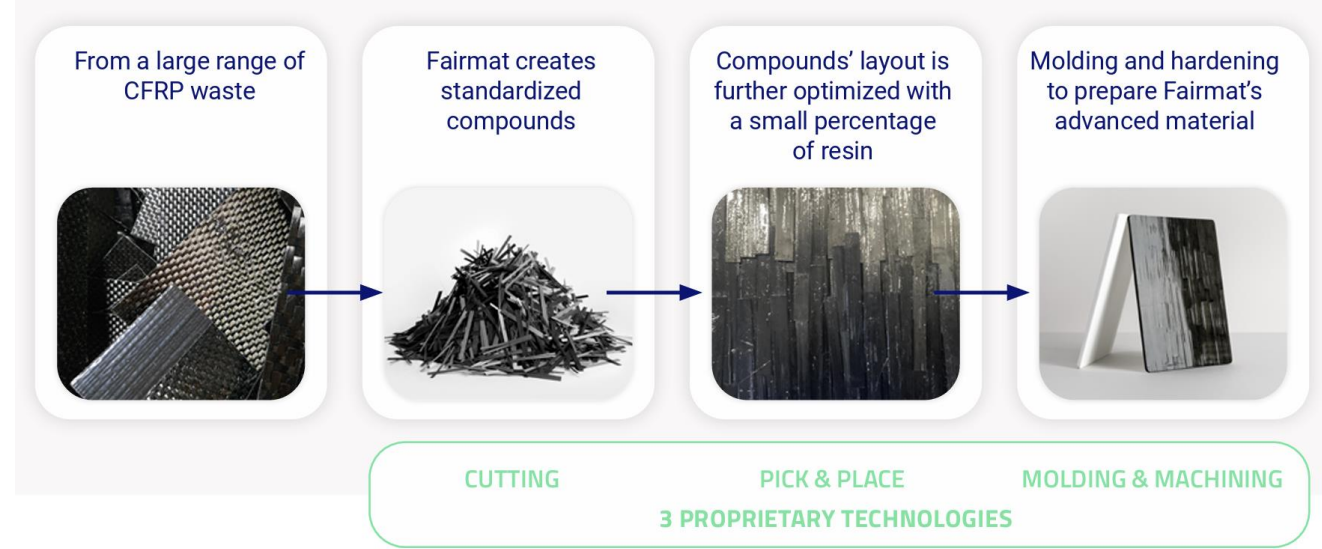 From a large range of
CFRP waste
Fairmat creates
standardized
compounds
Compounds’ layout is
further optimized with
a small percentage
of resin
Molding and hardening
to prepare Fairmat’s
advanced material
CUTTING
PICK & PLACE
MOLDING & MACHINING
3 PROPRIETARY TECHNOLOGIES